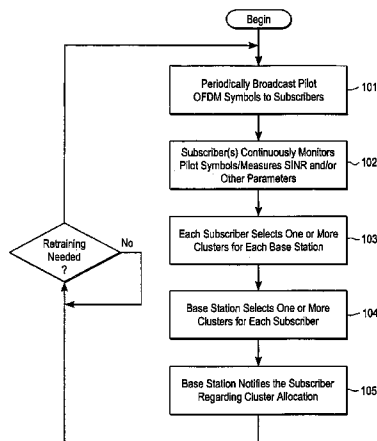 Begin
Periodically Broadcast Pilot
OFDM Symbols to Subscribers
101
Subscriber(s) Continuously Monitors
Pilot Symbols/Measures SINR and/or
Other Parameters
102
Each Subscriber Selects One or More
Clusters for Each Base Station
103
Retraining
Needed
?
No
Base Station Selects One or More
Clusters for Each Subscriber
104
Base Station Notifies the Subscriber
Regarding Cluster Allocation
105